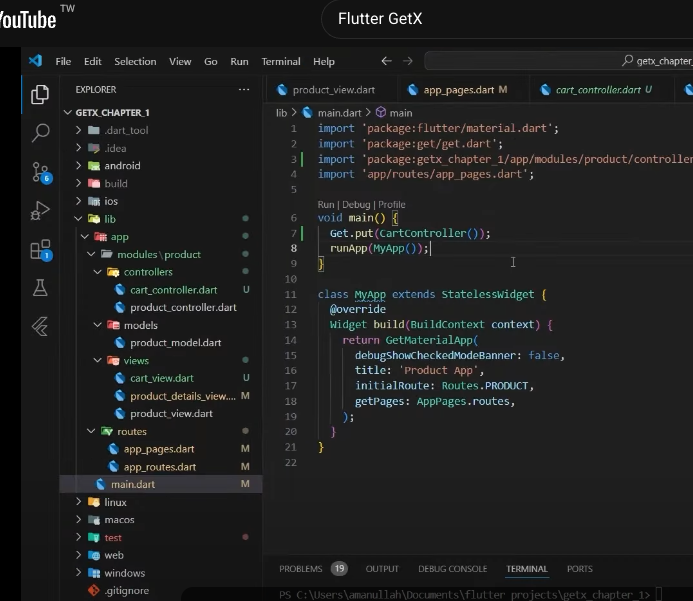 YouTube TW
Flutter GetX
File Edit Selection View Go Run Terminal Help
getx_chapter_
EXPLORER
product_view.dart
app_pages.dart M
cart_controller.dart U
GETX_CHAPTER_1
lib > main.dart > main
.dart_tool
.idea
android
build
ios
lib
app
modules\product
controllers
cart_controller.dart U
product_controller.dart
models
product_model.dart
views
cart_view.dart U
product_details_view.... M
product_view.dart
routes
app_pages.dart M
app_routes.dart M
main.dart M
linux
macos
test
web
windows
.gitignore
6
1
1 import 'package:flutter/material.dart';
2 import 'package:get/get.dart';
3 import 'package:getx_chapter_1/app/modules/product/controller
4 import 'app/routes/app_pages.dart';
5
Run | Debug | Profile
6 void main() {
7 Get.put(CartController());
8 runApp(MyApp());
9 }
10
11 class MyApp extends StatelessWidget {
12 @override
13 Widget build(BuildContext context) {
14 return GetMaterialApp(
15 debugShowCheckedModeBanner: false,
16 title: 'Product App',
17 initialRoute: Routes.PRODUCT,
18 getPages: AppPages.routes,
19 );
20 }
21 }
22
PROBLEMS 19 OUTPUT DEBUG CONSOLE TERMINAL PORTS
PS C:\Users\amanullah\Documents\flutter projects\getx_chapter_1>